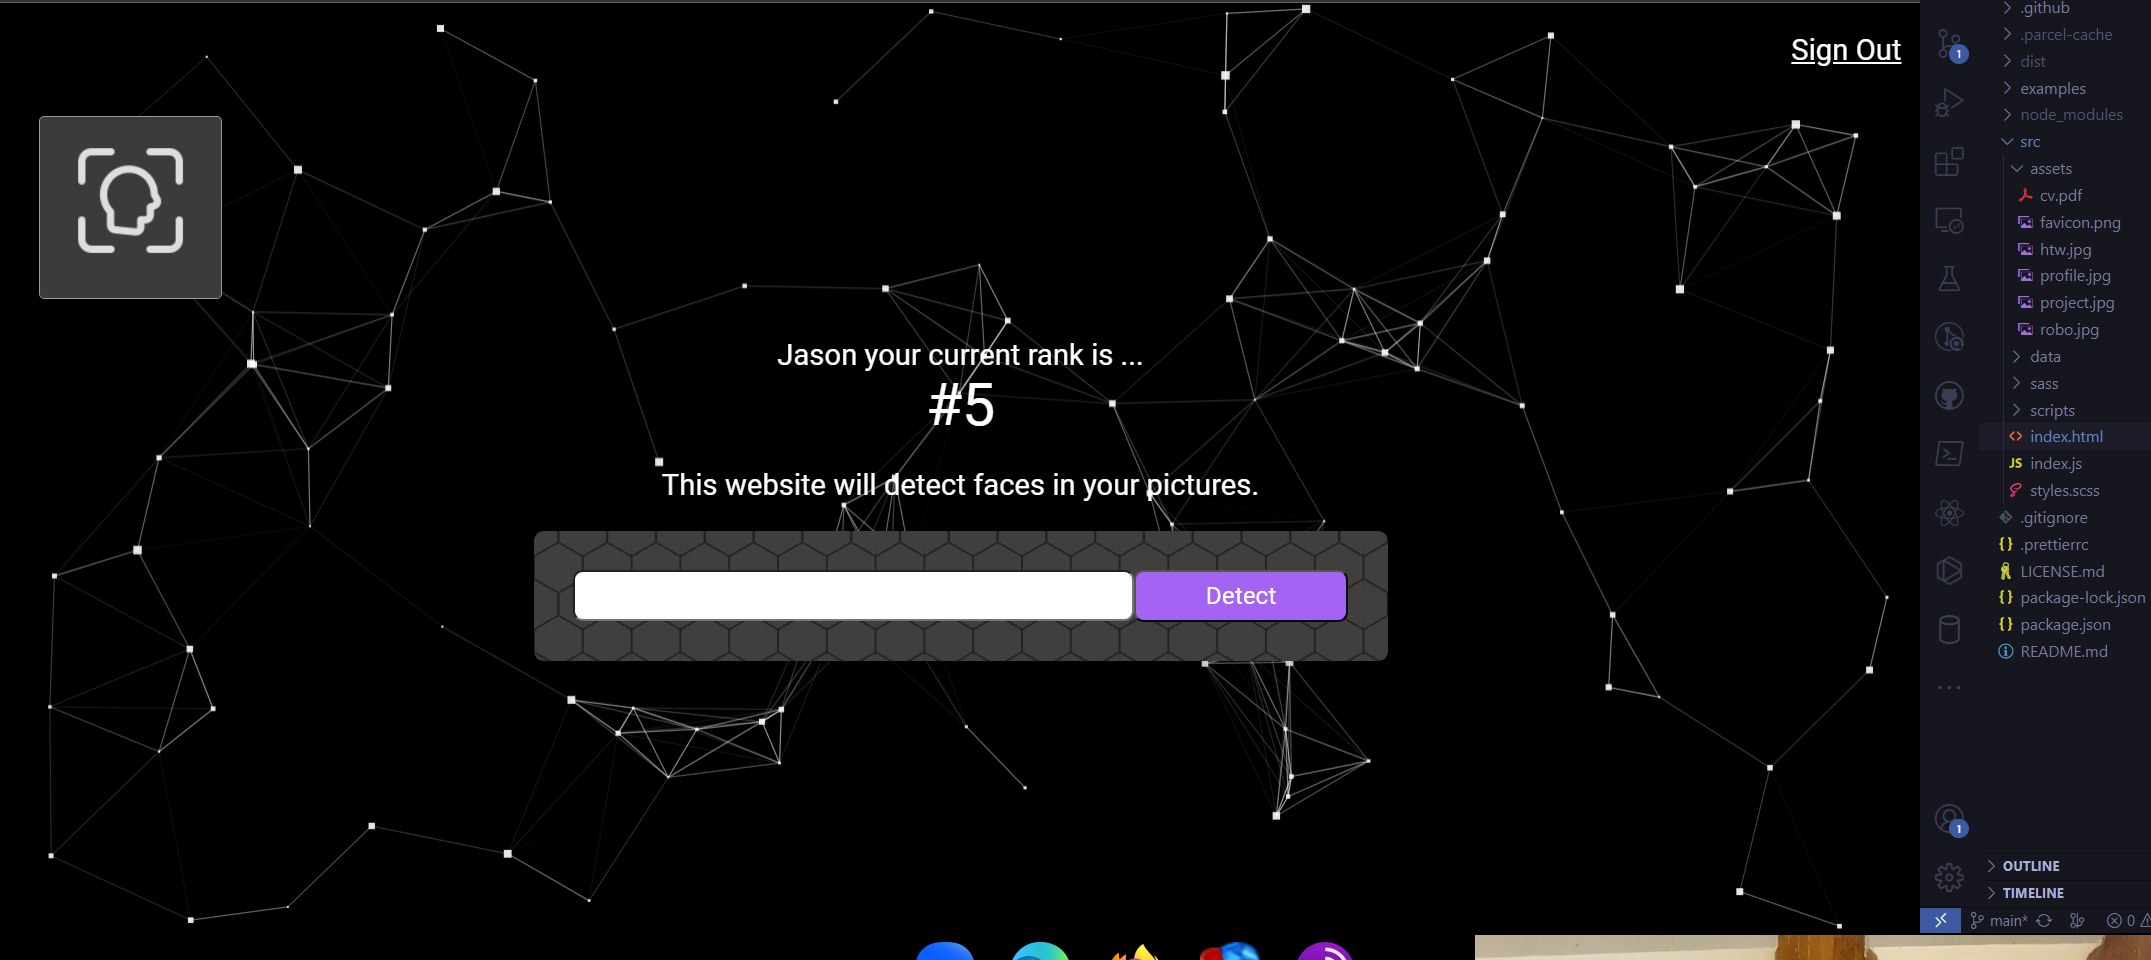 Sign Out
Jason your current rank is ...
#5
This website will detect faces in your pictures.
Detect
.github
.parcel-cache
dist
examples
node_modules
src
assets
cv.pdf
favicon.png
htw.jpg
profile.jpg
project.jpg
robo.jpg
data
sass
scripts
index.html
JS index.js
styles.scss
.gitignore
{} .prettierrc
LICENSE.md
{} package-lock.json
{} package.json
README.md
1
1
OUTLINE
TIMELINE
main* 0